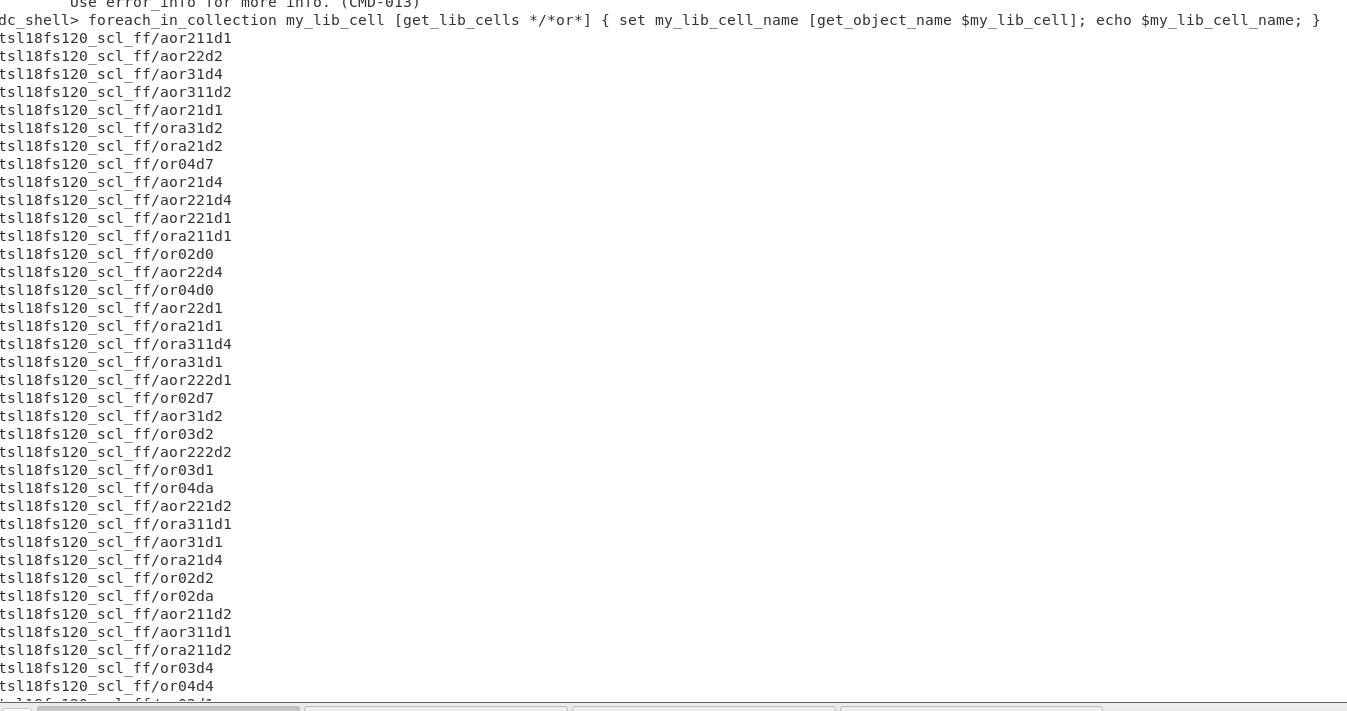 Use error_info for more info. (CMD-013)
dc_shell> foreach_in_collection my_lib_cell [get_lib_cells */*or*] { set my_lib_cell_name [get_object_name $my_lib_cell]; echo $my_lib_cell_name; }
tsl18fs120_scl_ff/aor211d1
tsl18fs120_scl_ff/aor22d2
tsl18fs120_scl_ff/aor31d4
tsl18fs120_scl_ff/aor311d2
tsl18fs120_scl_ff/aor21d1
tsl18fs120_scl_ff/ora31d2
tsl18fs120_scl_ff/ora21d2
tsl18fs120_scl_ff/or04d7
tsl18fs120_scl_ff/aor21d4
tsl18fs120_scl_ff/aor221d4
tsl18fs120_scl_ff/aor221d1
tsl18fs120_scl_ff/ora211d1
tsl18fs120_scl_ff/or02d0
tsl18fs120_scl_ff/aor22d4
tsl18fs120_scl_ff/or04d0
tsl18fs120_scl_ff/aor22d1
tsl18fs120_scl_ff/ora21d1
tsl18fs120_scl_ff/ora311d4
tsl18fs120_scl_ff/ora31d1
tsl18fs120_scl_ff/aor222d1
tsl18fs120_scl_ff/or02d7
tsl18fs120_scl_ff/aor31d2
tsl18fs120_scl_ff/or03d2
tsl18fs120_scl_ff/aor222d2
tsl18fs120_scl_ff/or03d1
tsl18fs120_scl_ff/or04da
tsl18fs120_scl_ff/aor221d2
tsl18fs120_scl_ff/ora311d1
tsl18fs120_scl_ff/aor31d1
tsl18fs120_scl_ff/ora21d4
tsl18fs120_scl_ff/or02d2
tsl18fs120_scl_ff/or02da
tsl18fs120_scl_ff/aor211d2
tsl18fs120_scl_ff/aor311d1
tsl18fs120_scl_ff/ora211d2
tsl18fs120_scl_ff/or03d4
tsl18fs120_scl_ff/or04d4